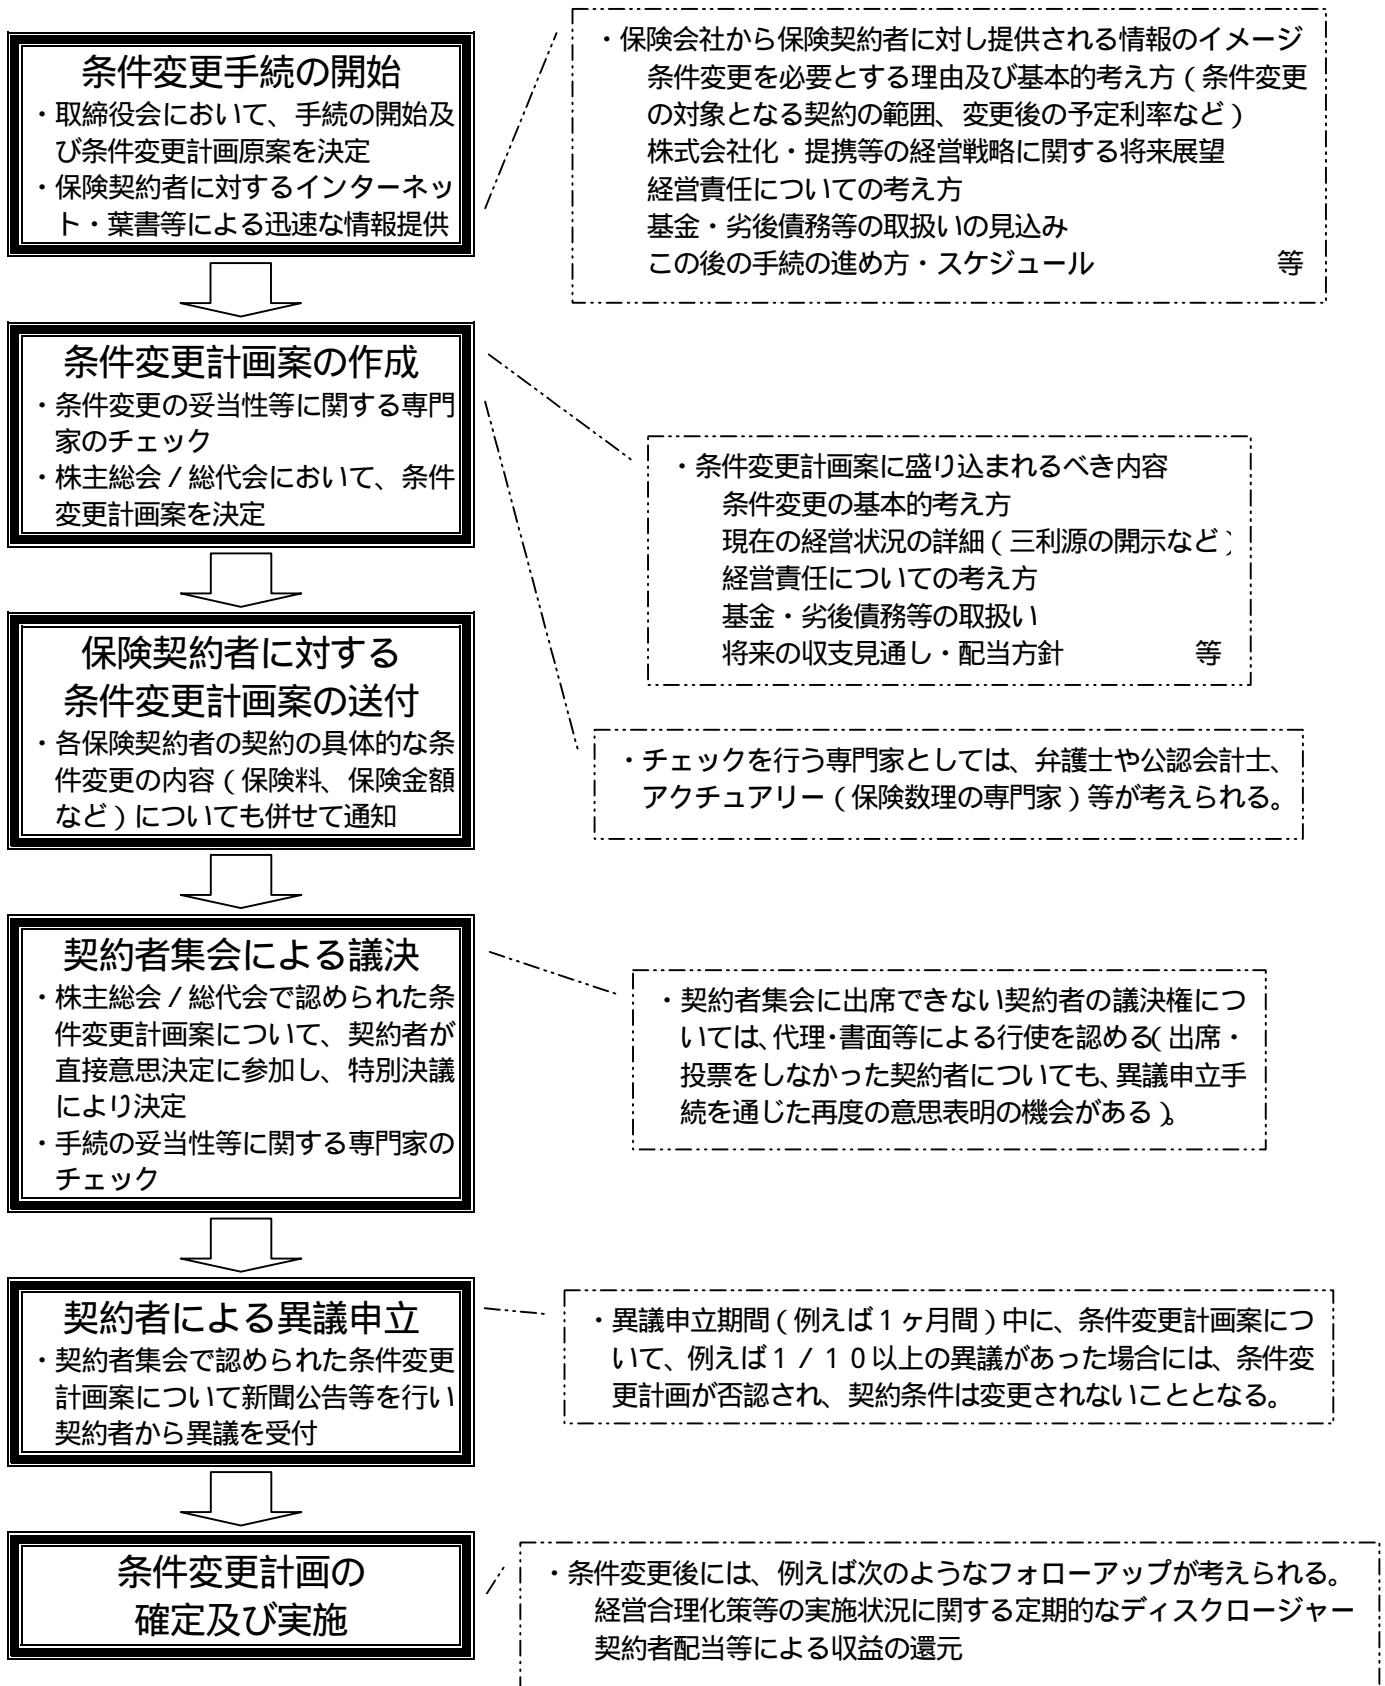 条件変更手続の開始
・取締役会において、手続の開始及
び条件変更計画原案を決定
・保険契約者に対するインターネッ
ト・葉書等による迅速な情報提供
・保険会社から保険契約者に対し提供される情報のイメージ
条件変更を必要とする理由及び基本的考え方（条件変更
の対象となる契約の範囲、変更後の予定利率など）
株式会社化・提携等の経営戦略に関する将来展望
経営責任についての考え方
基金・劣後債務等の取扱いの見込み
この後の手続の進め方・スケジュール 等
条件変更計画案の作成
・条件変更の妥当性等に関する専門
家のチェック
・株主総会／総代会において、条件
変更計画案を決定
・条件変更計画案に盛り込まれるべき内容
条件変更の基本的考え方
現在の経営状況の詳細（三利源の開示など）
経営責任についての考え方
基金・劣後債務等の取扱い
将来の収支見通し・配当方針 等
・チェックを行う専門家としては、弁護士や公認会計士、
アクチュアリー（保険数理の専門家）等が考えられる。
保険契約者に対する
条件変更計画案の送付
・各保険契約者の契約の具体的な条
件変更の内容（保険料、保険金額
など）についても併せて通知
契約者集会による議決
・株主総会／総代会で認められた条
件変更計画案について、契約者が
直接意思決定に参加し、特別決議
により決定
・手続の妥当性等に関する専門家の
チェック
・契約者集会に出席できない契約者の議決権につ
いては、代理・書面等による行使を認める（出席・
投票をしなかった契約者についても、異議申立手
続を通じた再度の意思表明の機会がある）。
契約者による異議申立
・契約者集会で認められた条件変更
計画案について新聞公告等を行い
契約者から異議を受付
・異議申立期間（例えば１ヶ月間）中に、条件変更計画案につ
いて、例えば１／１０以上の異議があった場合には、条件変
更計画が否認され、契約条件は変更されないこととなる。
条件変更計画の
確定及び実施
・条件変更後には、例えば次のようなフォローアップが考えられる。
経営合理化策等の実施状況に関する定期的なディスクロージャー
契約者配当等による収益の還元